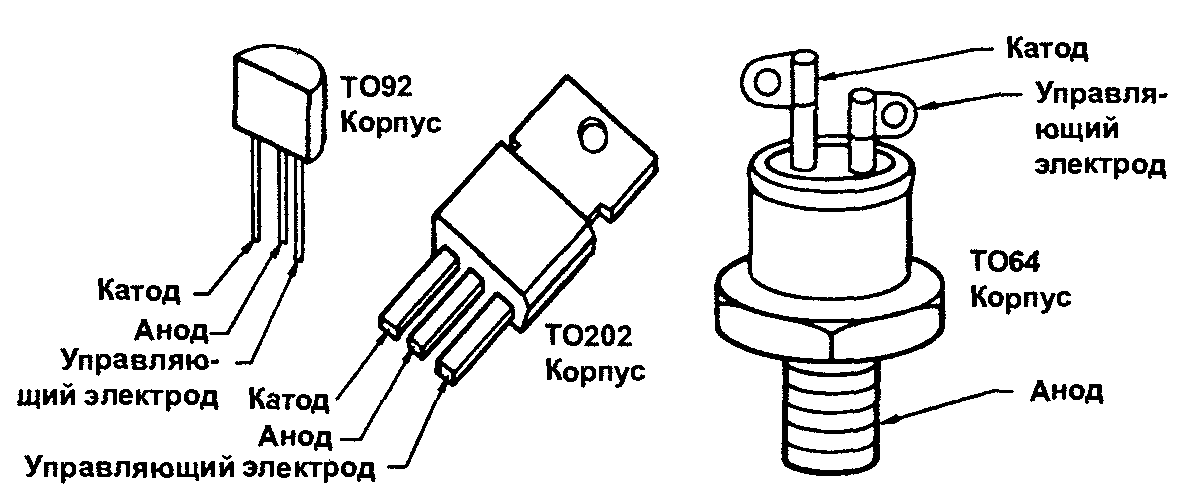 ТО92
Корпус
Катод
Анод
Управляю-
щий электрод
ТО202
Корпус
Катод
Анод
Управляющий электрод
Катод
Управля-
ющий
электрод
ТО64
Корпус
Анод